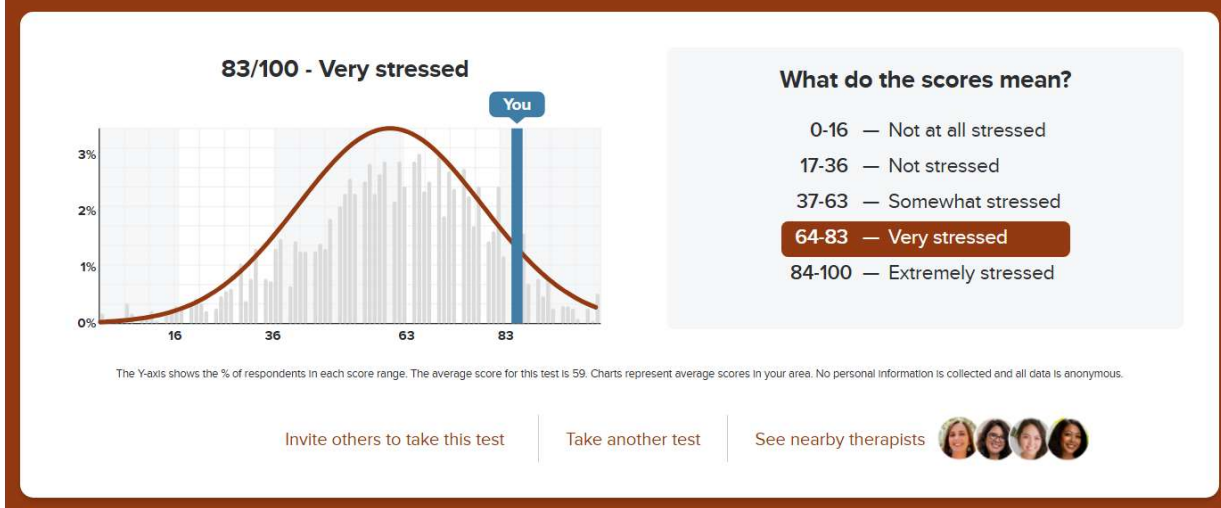 83/100 - Very stressed
You
3%
2%
1%
0%
16
36
63
83
What do the scores mean?
0-16 — Not at all stressed
17-36 — Not stressed
37-63 — Somewhat stressed
64-83 — Very stressed
84-100 — Extremely stressed
The Y-axis shows the % of respondents in each score range. The average score for this test is 59. Charts represent average scores in your area. No personal information is collected and all data is anonymous.
Invite others to take this test
Take another test
See nearby therapists